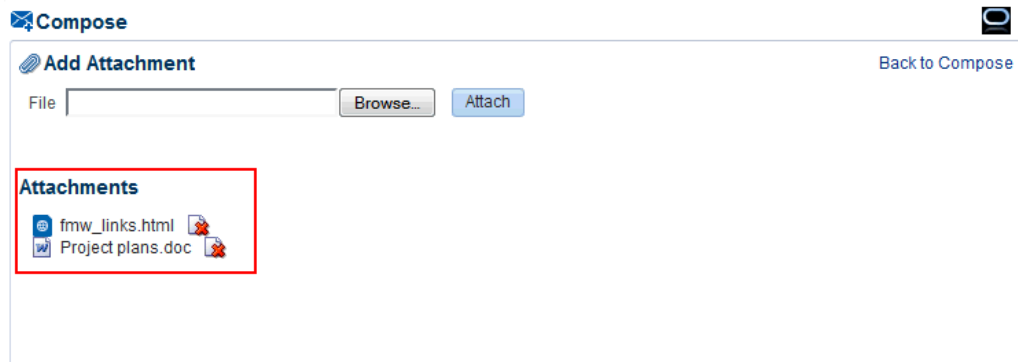 Compose
Add Attachment Back to Compose
File Browse... Attach
Attachments
fmw_links.html
Project plans.doc